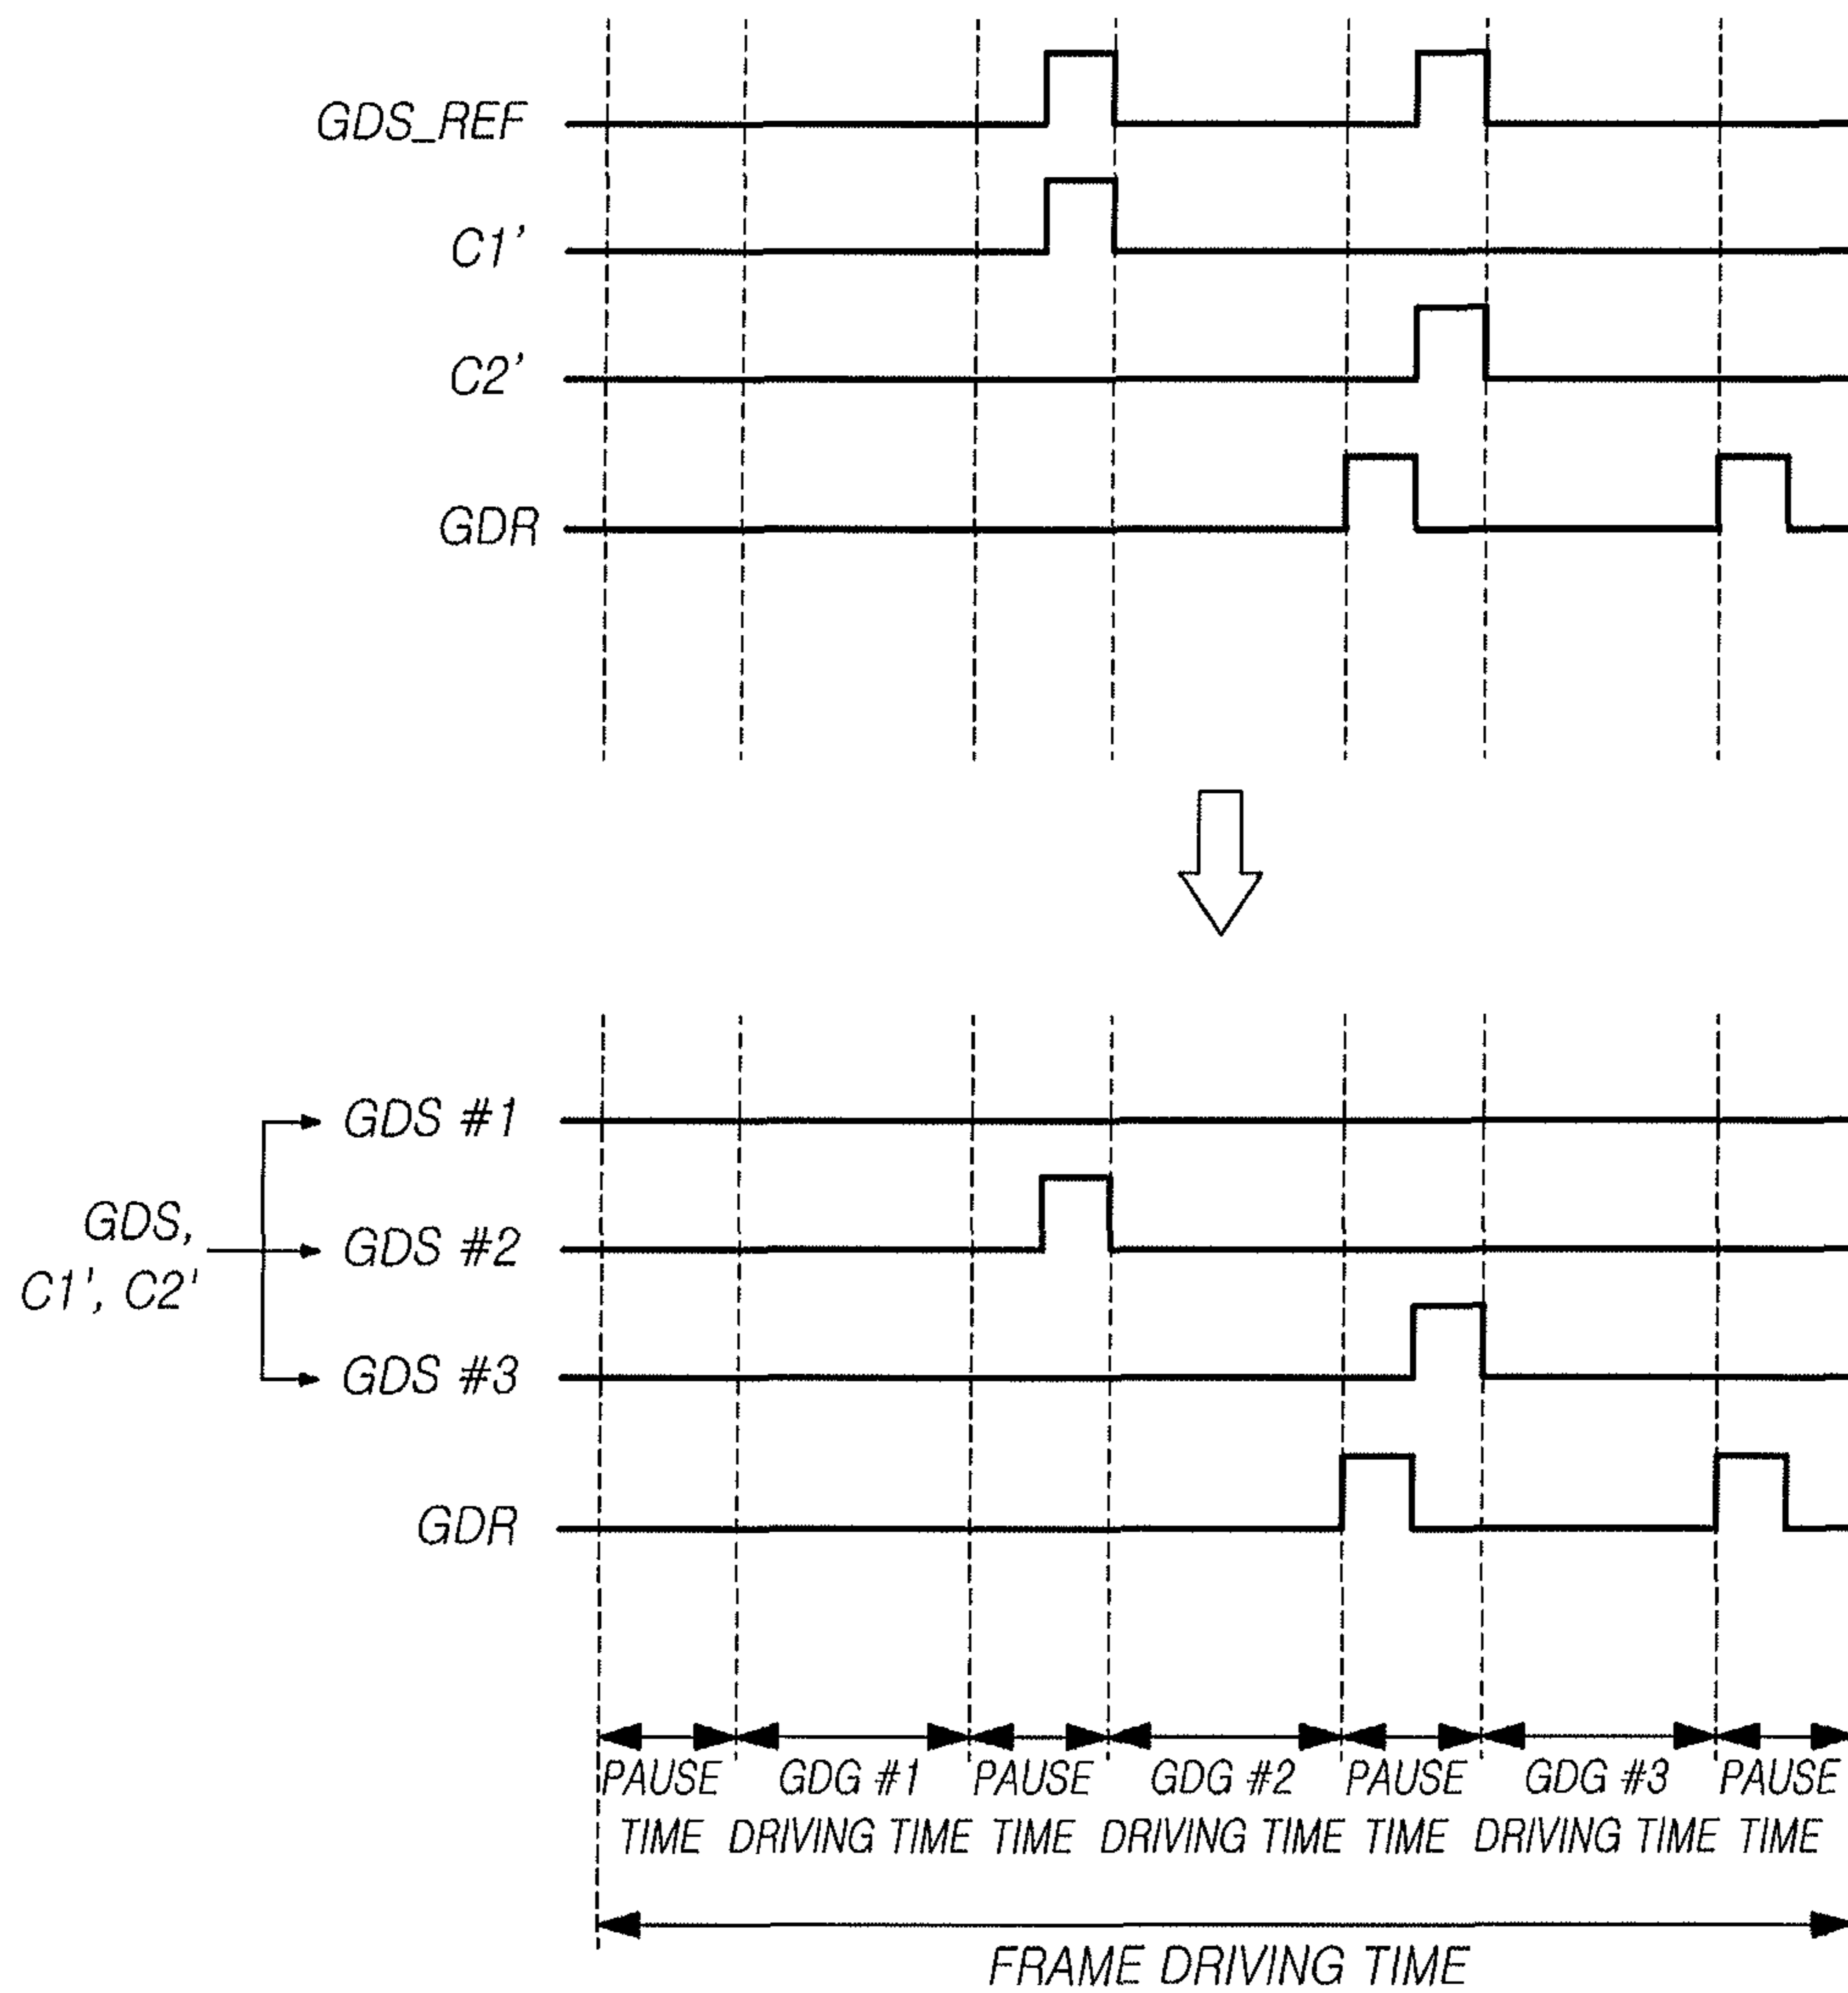 GDS_REF
C1'
C2'
GDR
GDS #1
GDS,
C1', C2'
GDS #2
GDS #3
GDR
PAUSE TIME
GDG #1 DRIVING TIME
PAUSE TIME
GDG #2 DRIVING TIME
PAUSE TIME
GDG #3 DRIVING TIME
PAUSE TIME
FRAME DRIVING TIME